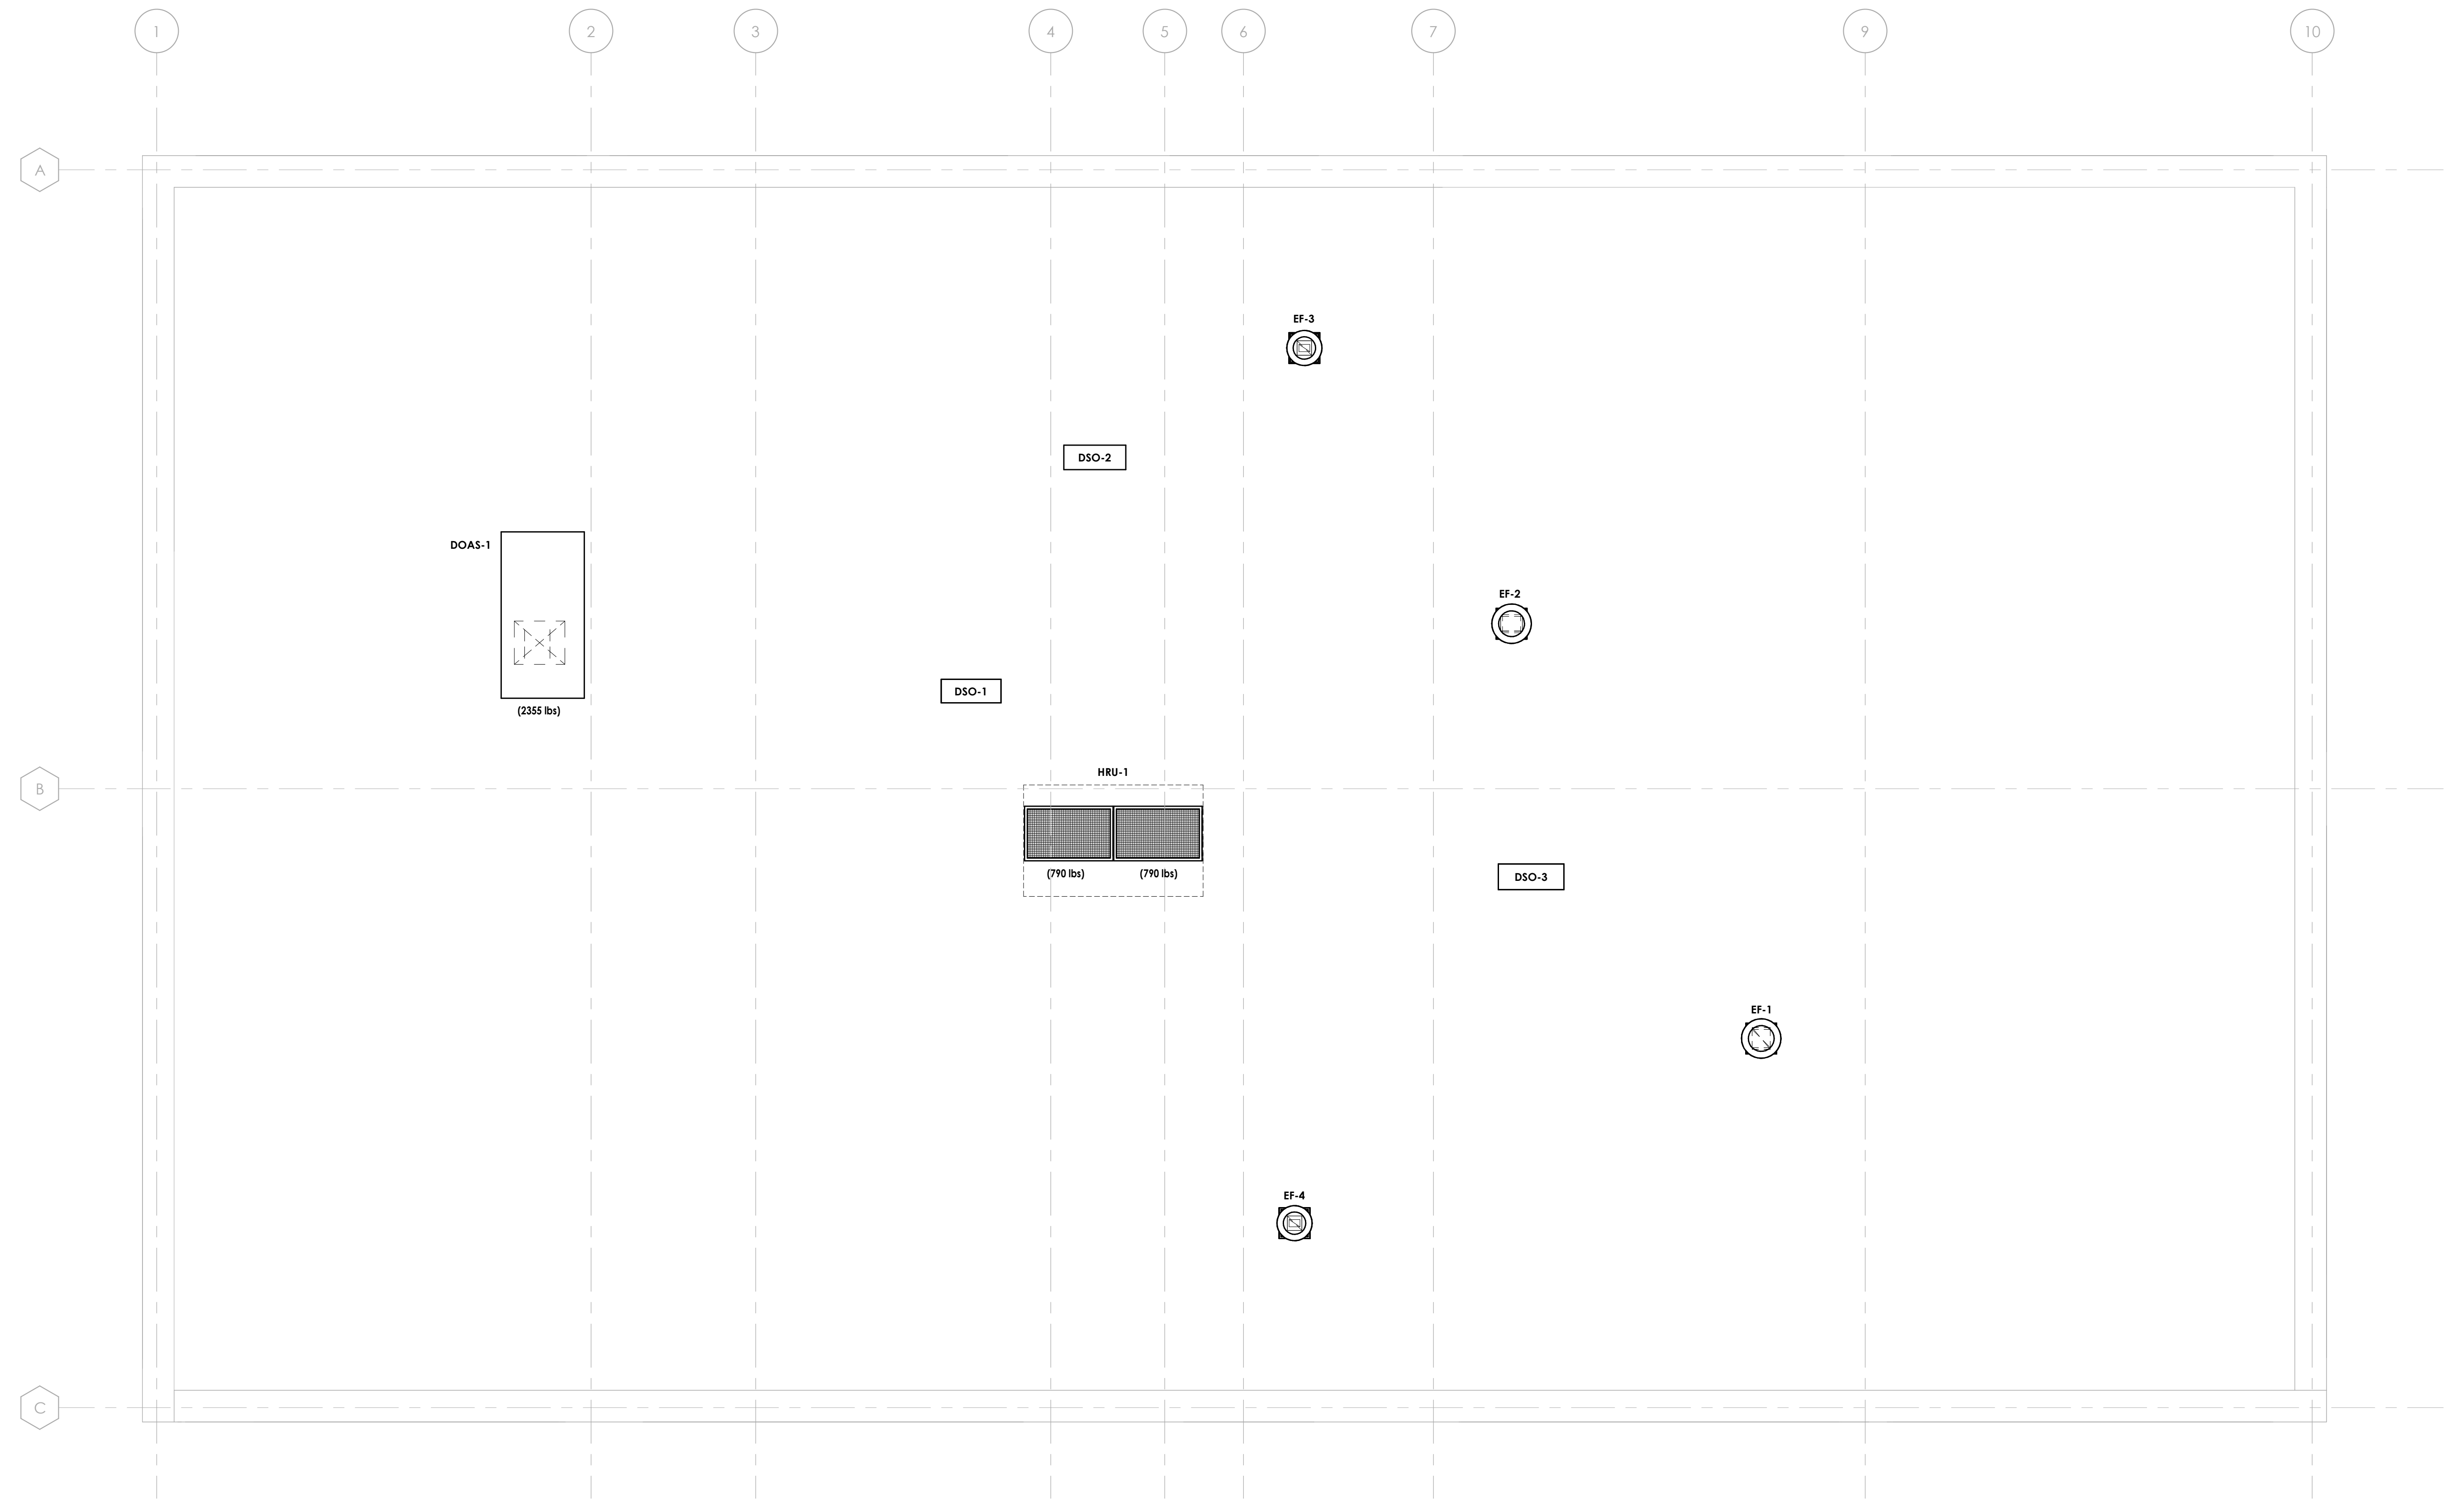 1 2 3 4 5 6 7 9 10
A
EF-3
DSO-2
DOAS-1
EF-2
DSO-1
(2355 lbs)
HRU-1
B
(790 lbs) (790 lbs)
DSO-3
EF-1
EF-4
C